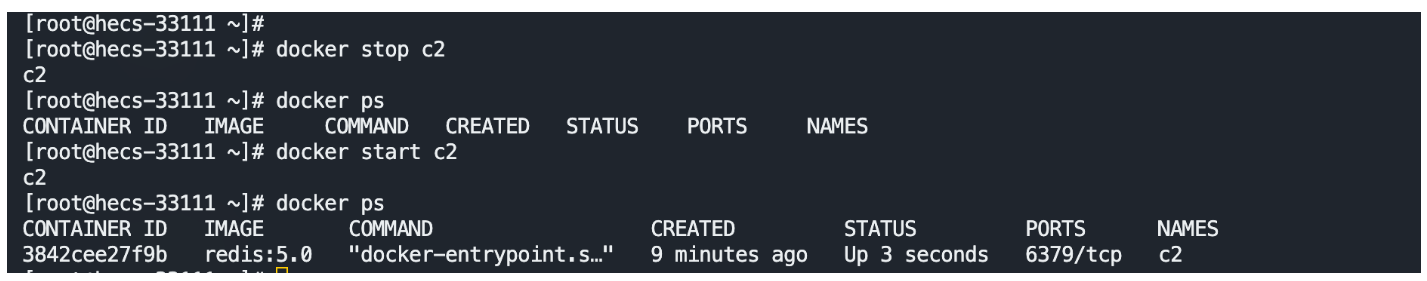 [root@hecs-33111 ~]#
[root@hecs-33111 ~]# docker stop c2
c2
[root@hecs-33111 ~]# docker ps
CONTAINER ID   IMAGE     COMMAND   CREATED   STATUS    PORTS     NAMES
[root@hecs-33111 ~]# docker start c2
c2
[root@hecs-33111 ~]# docker ps
CONTAINER ID   IMAGE       COMMAND                  CREATED         STATUS         PORTS      NAMES
3842cee27f9b   redis:5.0   "docker-entrypoint.s…"   9 minutes ago   Up 3 seconds   6379/tcp   c2